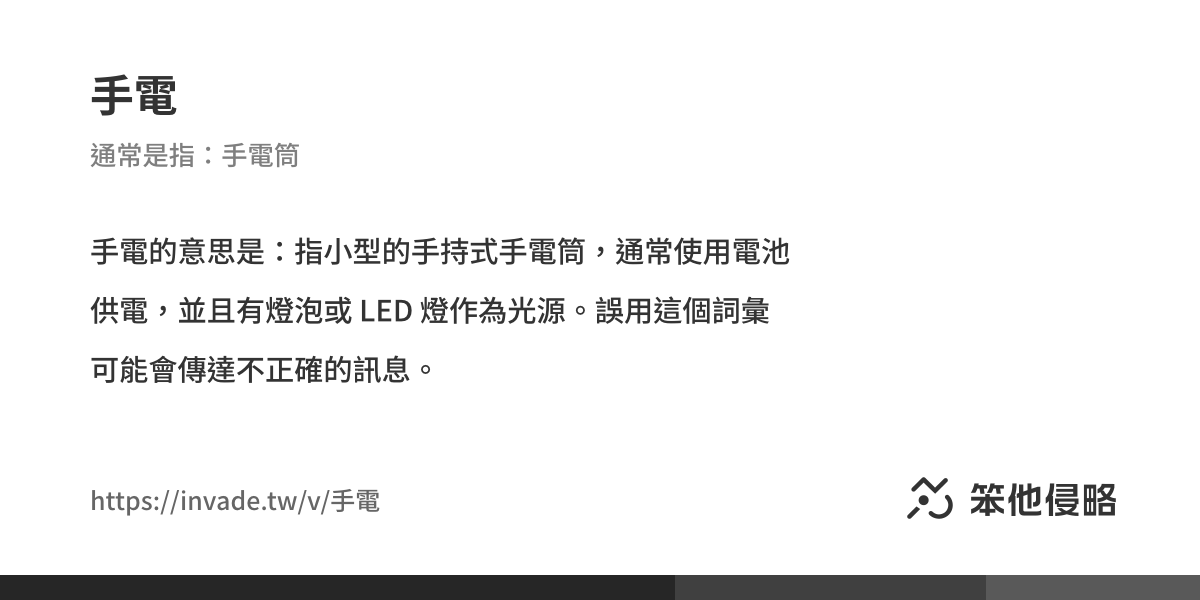 手電
通常是指：手電筒
手電的意思是：指小型的手持式手電筒，通常使用電池
供電，並且有燈泡或 LED 燈作為光源。誤用這個詞彙
可能會傳達不正確的訊息。
https://invade.tw/v/手電
笨他侵略